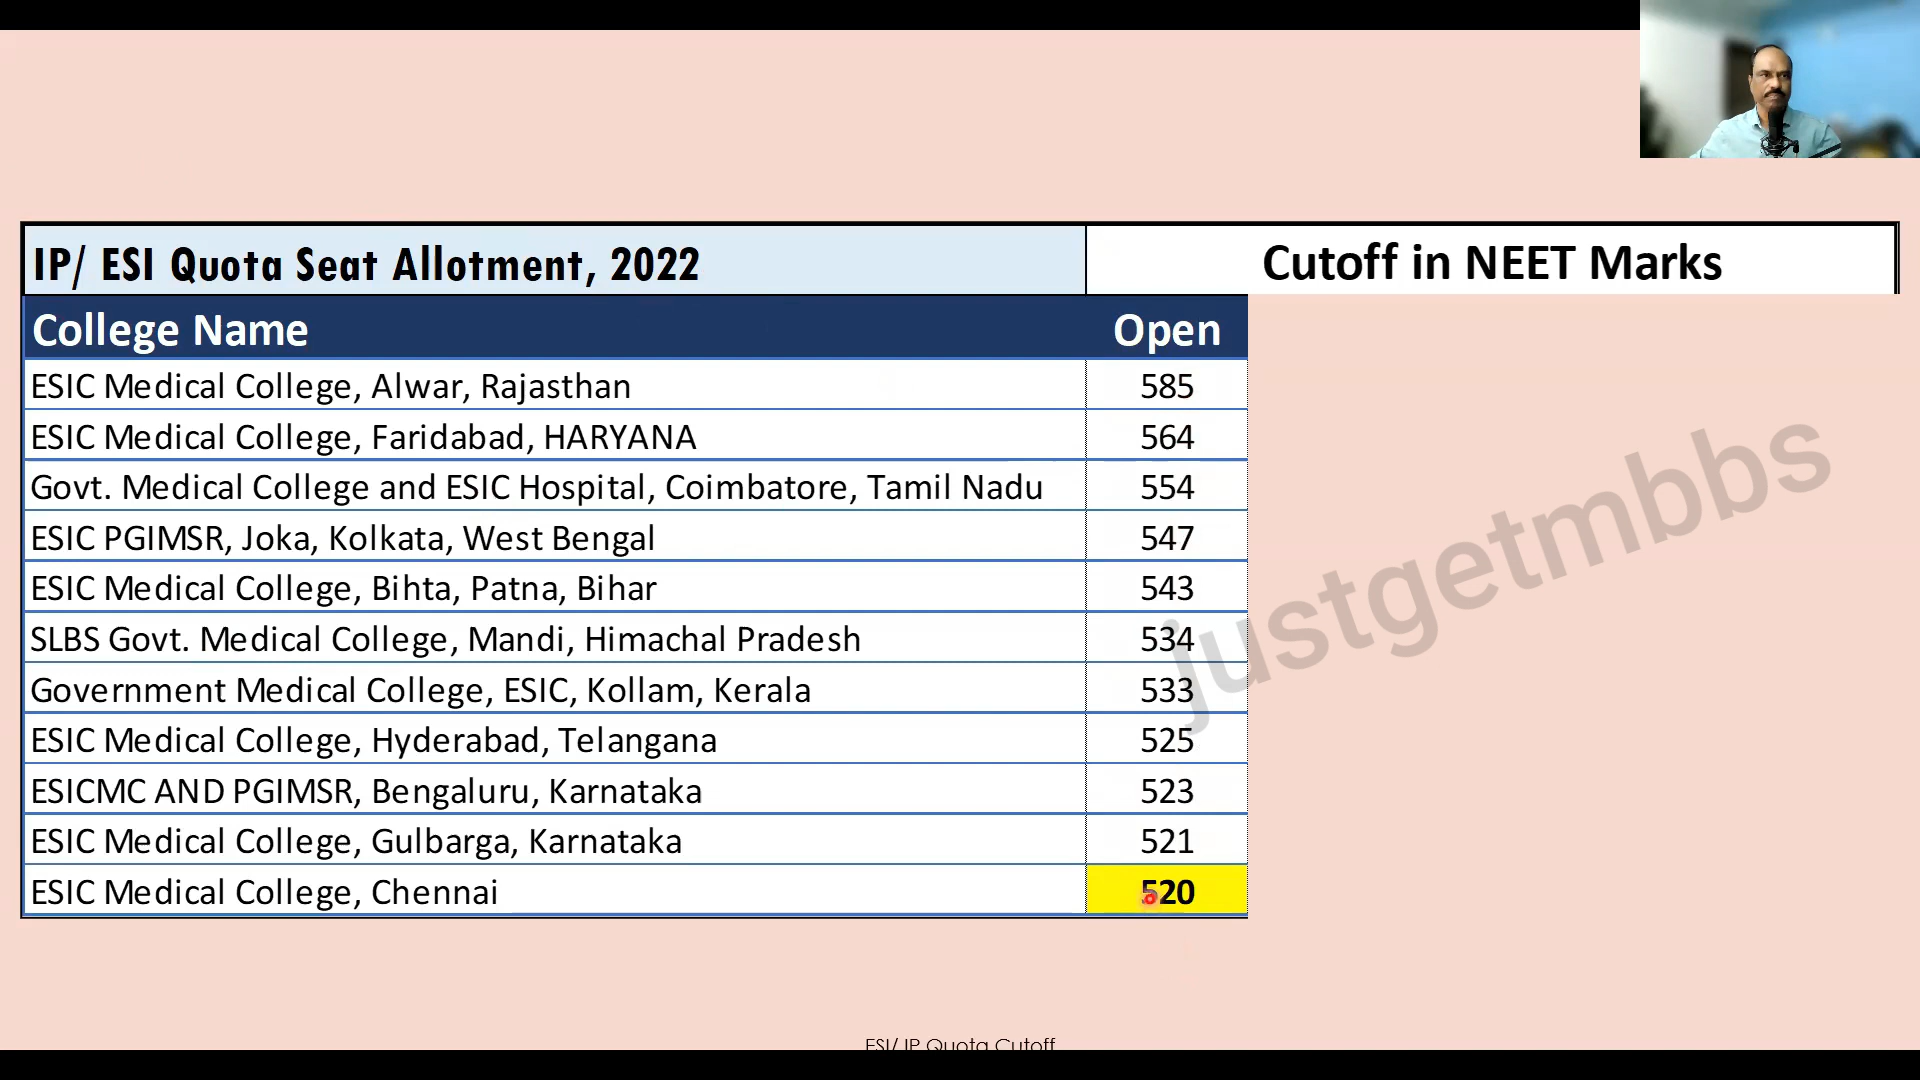 IP/ ESI Quota Seat Allotment, 2022 Cutoff in NEET Marks
College Name Open
ESIC Medical College, Alwar, Rajasthan 585
ESIC Medical College, Faridabad, HARYANA 564
Govt. Medical College and ESIC Hospital, Coimbatore, Tamil Nadu 554
ESIC PGIMSR, Joka, Kolkata, West Bengal 547
ESIC Medical College, Bihta, Patna, Bihar 543
SLBS Govt. Medical College, Mandi, Himachal Pradesh 534
Government Medical College, ESIC, Kollam, Kerala 533
ESIC Medical College, Hyderabad, Telangana 525
ESICMC AND PGIMSR, Bengaluru, Karnataka 523
ESIC Medical College, Gulbarga, Karnataka 521
ESIC Medical College, Chennai 520
justgetmbbs
ESI/ IP Quota Cutoff